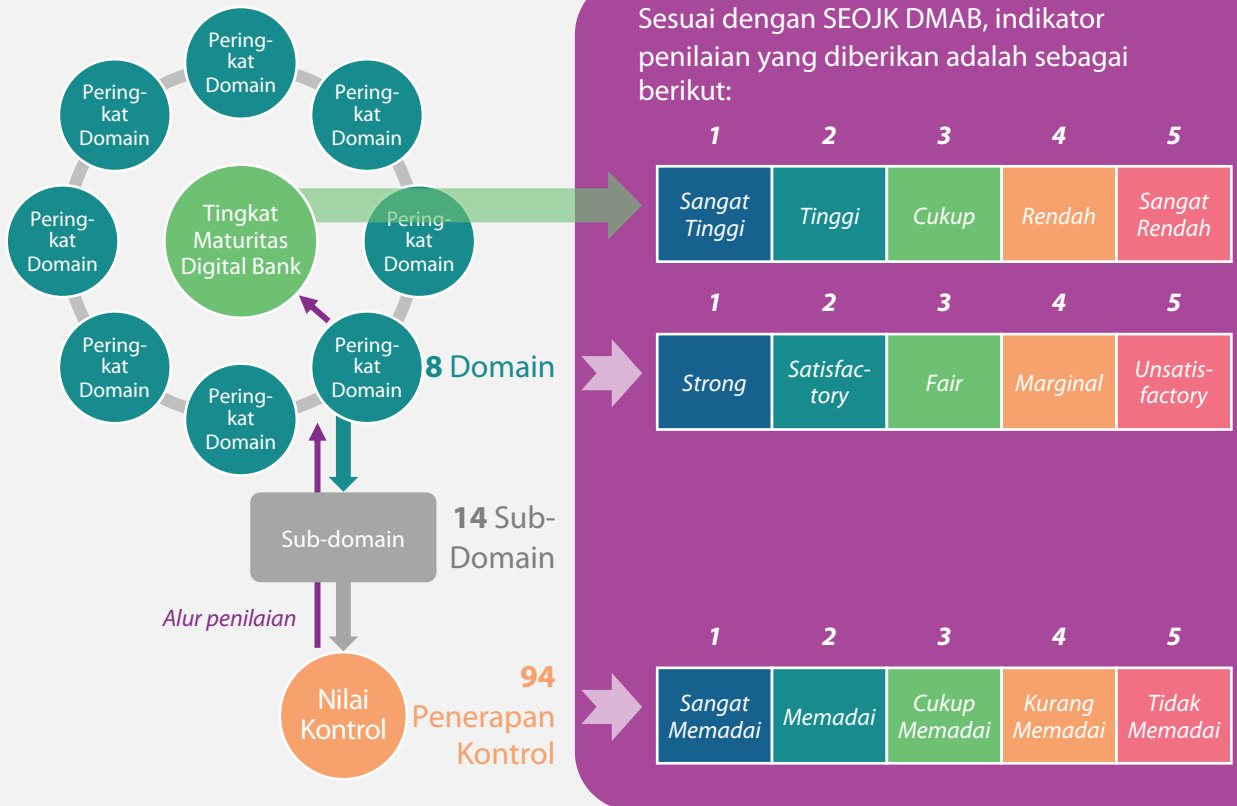 Pering-
kat
Domain
Pering-
kat
Domain
Pering-
kat
Domain
Pering-
kat
Domain
Tingkat
Maturitas
Digital Bank
Pering-
kat
Domain
Pering-
kat
Domain
Pering-
kat
Domain
Pering-
kat
Domain
8 Domain
Sub-domain
14 Sub-
Domain
Alur penilaian
Nilai
Kontrol
94
Penerapan
Kontrol
Sesuai dengan SEOJK DMAB, indikator
penilaian yang diberikan adalah sebagai
berikut:
1 2 3 4 5
Sangat
Tinggi
Tinggi
Cukup
Rendah
Sangat
Rendah
1 2 3 4 5
Strong
Satisfac-
tory
Fair
Marginal
Unsatis-
factory
1 2 3 4 5
Sangat
Memadai
Memadai
Cukup
Memadai
Kurang
Memadai
Tidak
Memadai